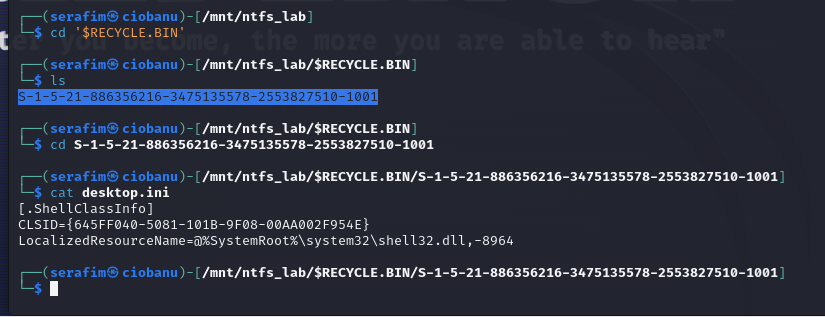 ┌──(serafim㉿ciobanu)-[/mnt/ntfs_lab]
└─$ cd '$RECYCLE.BIN'
ter you become, the more you are able to hear"
┌──(serafim㉿ciobanu)-[/mnt/ntfs_lab/$RECYCLE.BIN]
└─$ ls
S-1-5-21-886356216-3475135578-2553827510-1001
┌──(serafim㉿ciobanu)-[/mnt/ntfs_lab/$RECYCLE.BIN]
└─$ cd S-1-5-21-886356216-3475135578-2553827510-1001
┌──(serafim㉿ciobanu)-[/mnt/ntfs_lab/$RECYCLE.BIN/S-1-5-21-886356216-3475135578-2553827510-1001]
└─$ cat desktop.ini
[.ShellClassInfo]
CLSID={645FF040-5081-101B-9F08-00AA002F954E}
LocalizedResourceName=@%SystemRoot%\system32\shell32.dll,-8964
┌──(serafim㉿ciobanu)-[/mnt/ntfs_lab/$RECYCLE.BIN/S-1-5-21-886356216-3475135578-2553827510-1001]
└─$